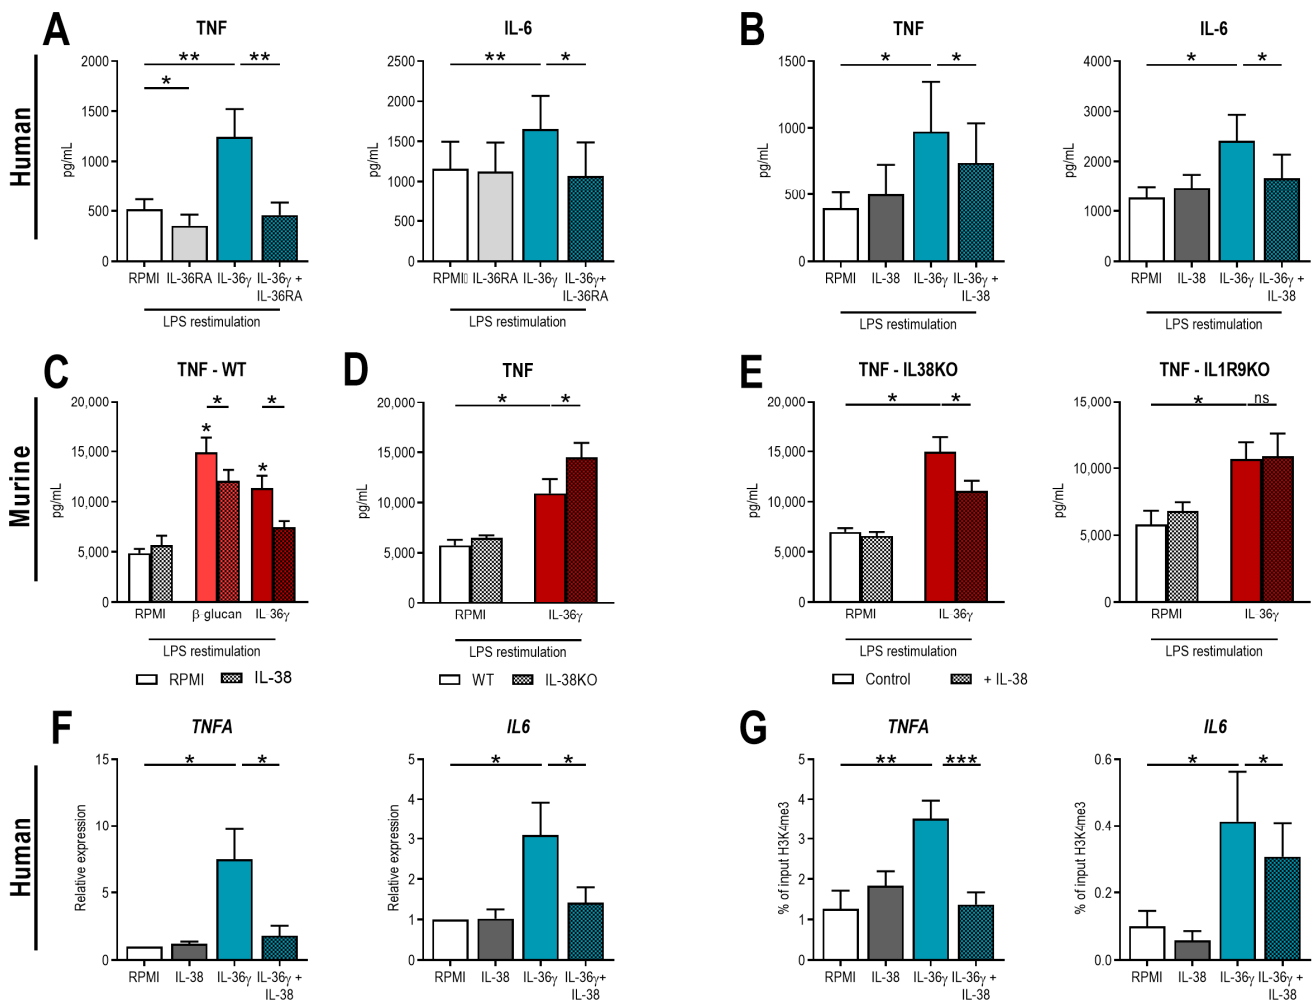 A
TNF
IL-6
B
TNF
IL-6
Human
** **
*
2000
1500
1000
500
0
pg/mL
RPMI IL-36RA IL-36γ IL-36γ +
IL-36RA
LPS restimulation
** *
2500
2000
1500
1000
500
0
pg/mL
RPMI▯ IL-36RA IL-36γ IL-36γ+
IL-36RA
LPS restimulation
* *
1500
1000
500
0
pg/mL
RPMI IL-38 IL-36γ IL-36γ +
IL-38
LPS restimulation
* *
4000
3000
2000
1000
0
pg/mL
RPMI IL-38 IL-36γ IL-36γ +
IL-38
LPS restimulation
C
TNF - WT
D
TNF
E
TNF - IL38KO
TNF - IL1R9KO
Murine
* *
* *
20,000
15,000
10,000
5,000
0
pg/mL
RPMI β glucan IL 36γ
LPS restimulation
RPMI IL-38
* *
20,000
15,000
10,000
5,000
0
pg/mL
RPMI IL-36γ
LPS restimulation
WT IL-38KO
* *
20,000
15,000
10,000
5,000
0
pg/mL
RPMI IL-36γ
LPS restimulation
* ns
15,000
10,000
5,000
0
pg/mL
RPMI IL-36γ
LPS restimulation
Control + IL-38
F
TNFA
IL6
G
TNFA
IL6
Human
* *
15
10
5
0
Relative expression
RPMI IL-38 IL-36γ IL-36γ +
IL-38
* *
5
4
3
2
1
0
Relative expression
RPMI IL-38 IL-36γ IL-36γ+
IL-38
** ***
5
4
3
2
1
0
% of input H3K4me3
RPMI IL-38 IL-36γ IL-36γ +
IL-38
* *
0.6
0.4
0.2
0.0
% of input H3K4me3
RPMI IL-38 IL-36γ IL-36γ +
IL-38